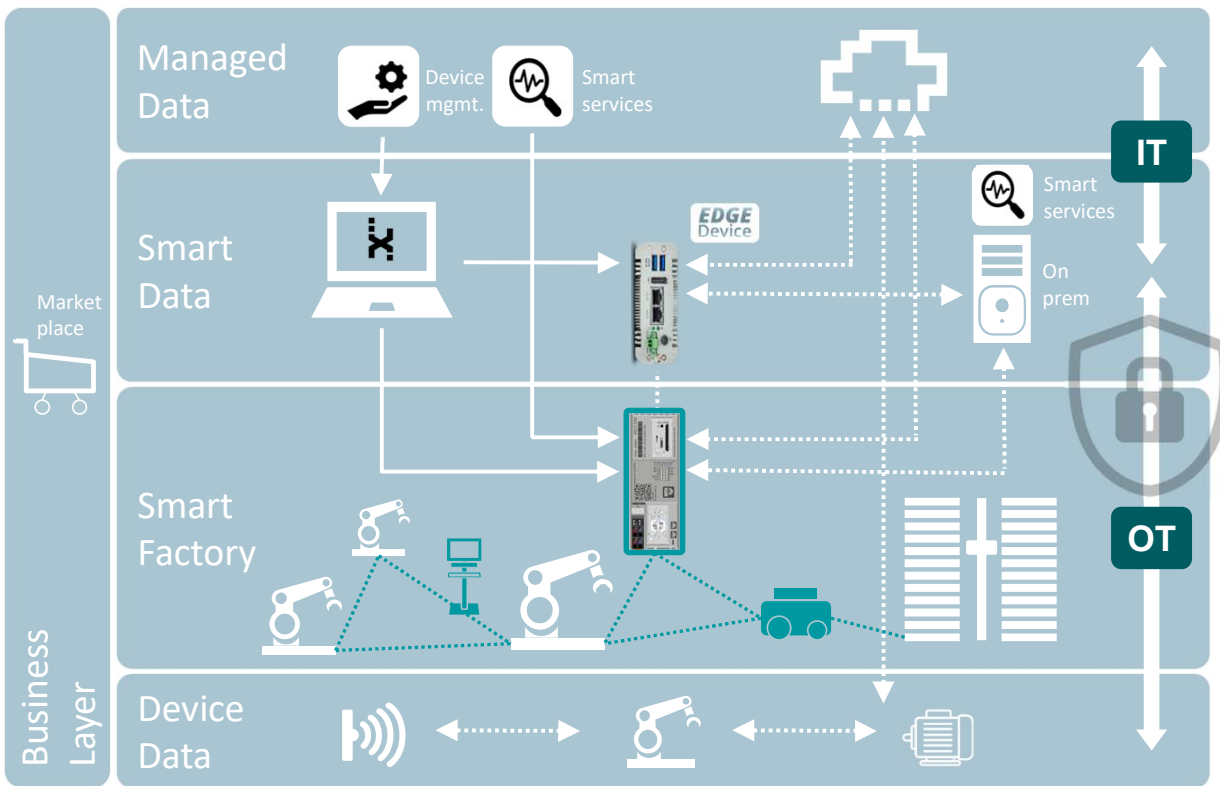 Managed
Data
Device
mgmt.
Smart
services
IT
Smart
Data
EDGE
Device
Smart
services
On
prem
Market
place
Smart
Factory
OT
Device
Data
Business
Layer